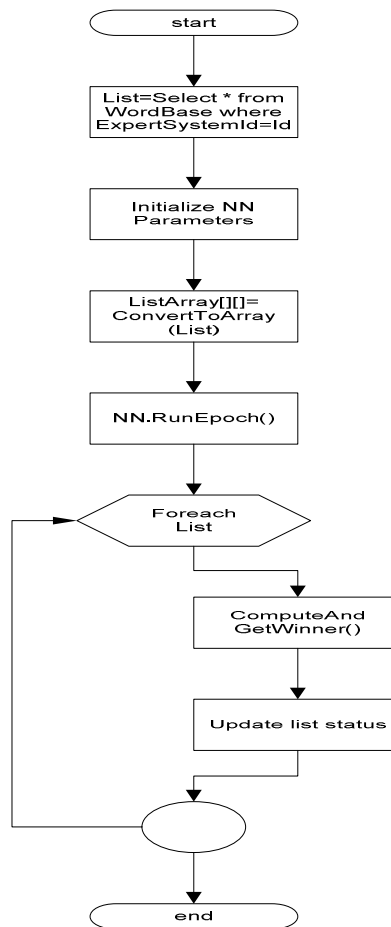 start
List=Select * from
WordBase where
ExpertSystemId=Id
Initialize NN
Parameters
ListArray[][]=
ConvertToArray
(List)
NN.RunEpoch()
Foreach
List
ComputeAnd
GetWinner()
Update list status
end